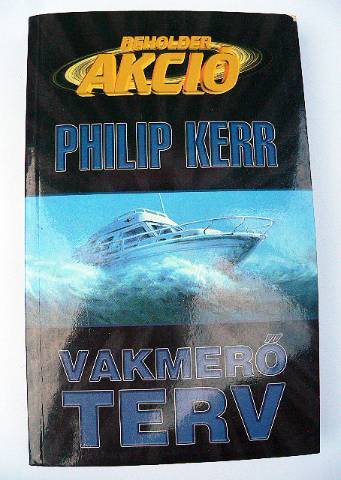 BEHOLDER
AKCIÓ
PHILIP KERR
VAKMERŐ
TERV